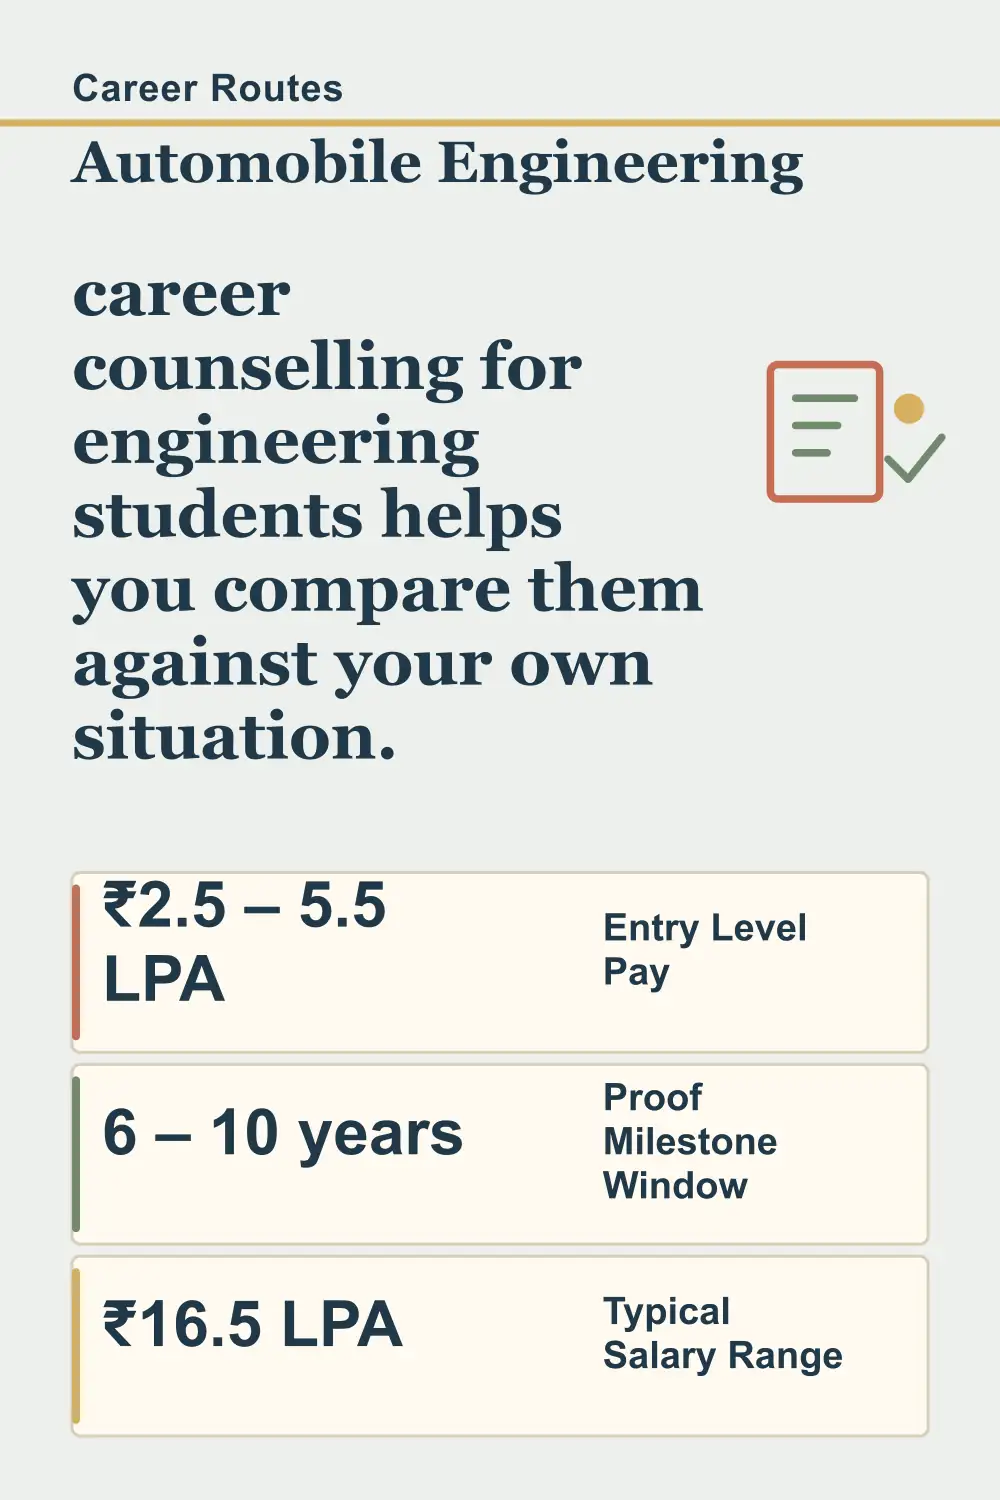 Career Routes
Automobile Engineering
career
counselling for
engineering
students helps
you compare them
against your own
situation.
₹2.5 – 5.5
LPA
Entry Level
Pay
6 – 10 years
Proof
Milestone
Window
₹16.5 LPA
Typical
Salary Range